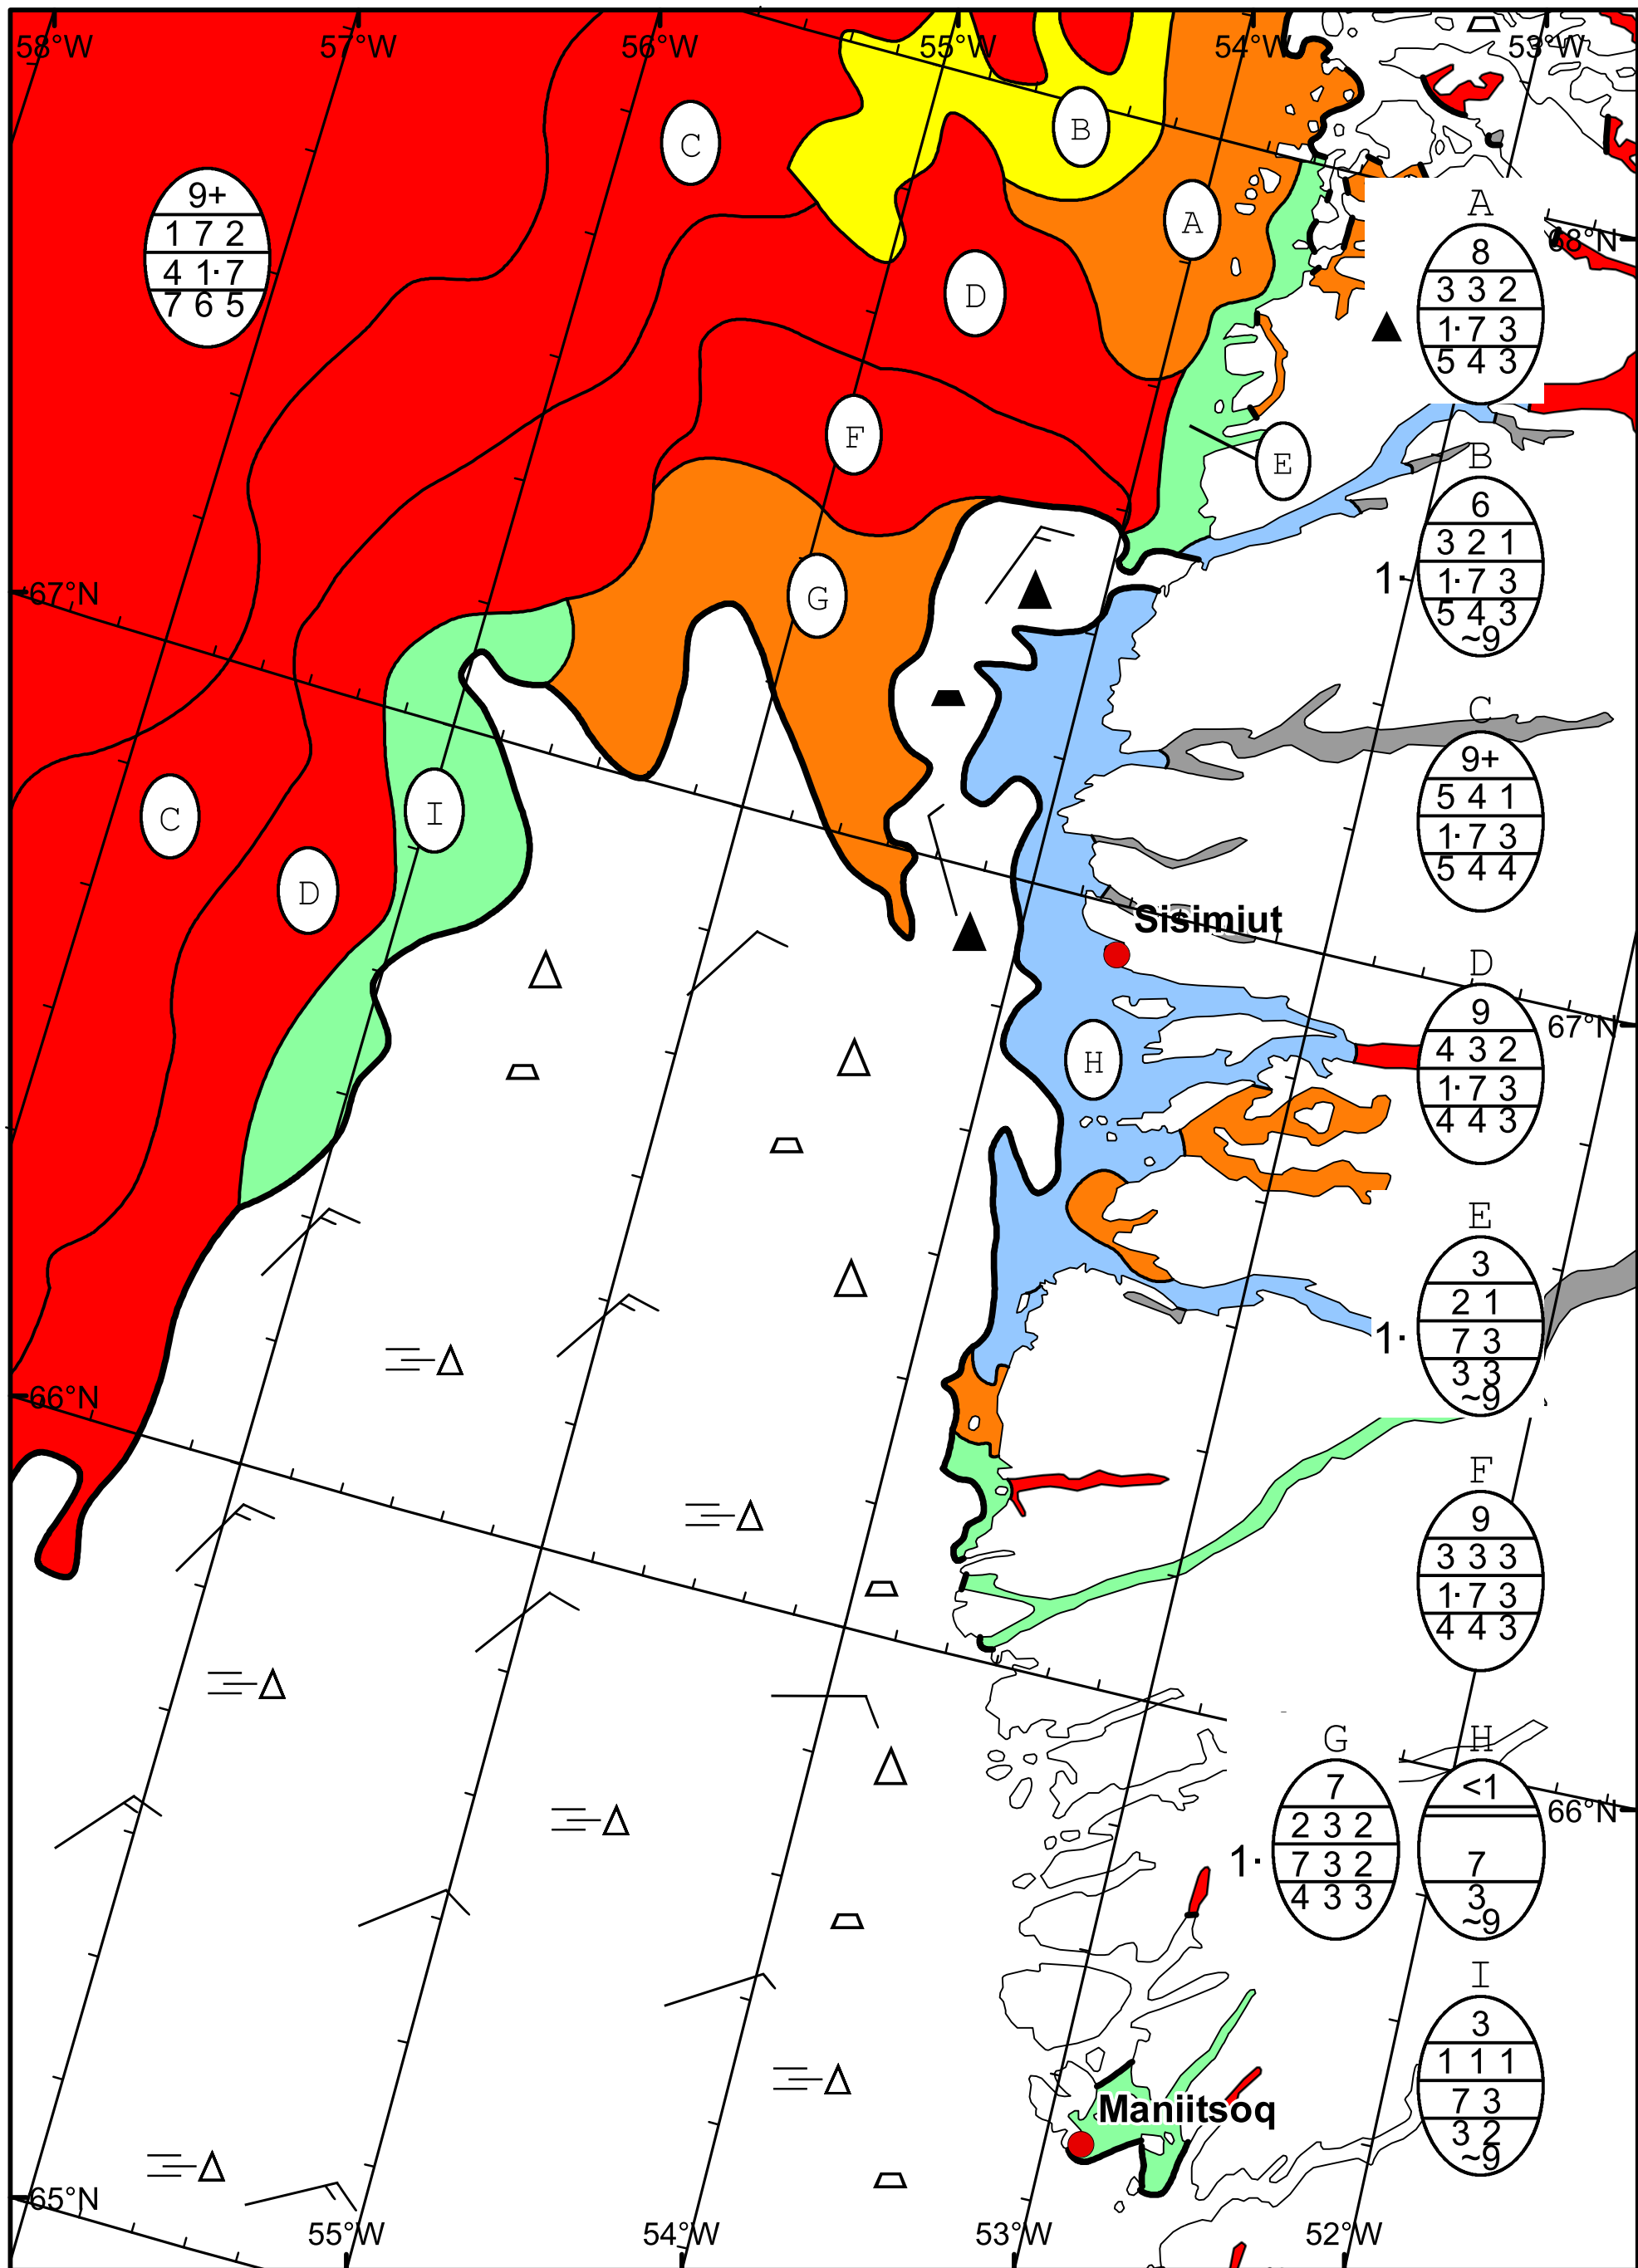 58°W 57°W 56°W 55°W 54°W 53°W
C
B
9+
1 7 2
4 1· 7
7 6 5
A
68°N
D
A
8
3 3 2
1· 7 3
5 4 3
F
E
B
6
3 2 1
1· 1· 7 3
5 4 3
~9
67°N
G
C
9+
5 4 1
1· 7 3
5 4 4
I
C
D
Sisimiut
D
9
4 3 2
1· 7 3
4 4 3
67°N
H
E
3
2 1
1· 7 3
3 3
~9
66°N
F
9
3 3 3
1· 7 3
4 4 3
G
7
2 3 2
1· 7 3 2
4 3 3
H
<1
7
3
~9
66°N
I
3
1 1 1
7 3
3 2
~9
Maniitsoq
65°N
55°W 54°W 53°W 52°W